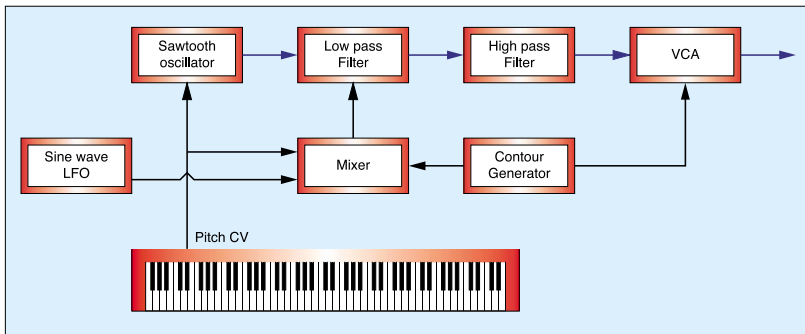 Sawtooth
oscillator
Low pass
Filter
High pass
Filter
VCA
Sine wave
LFO
Mixer
Contour
Generator
Pitch CV